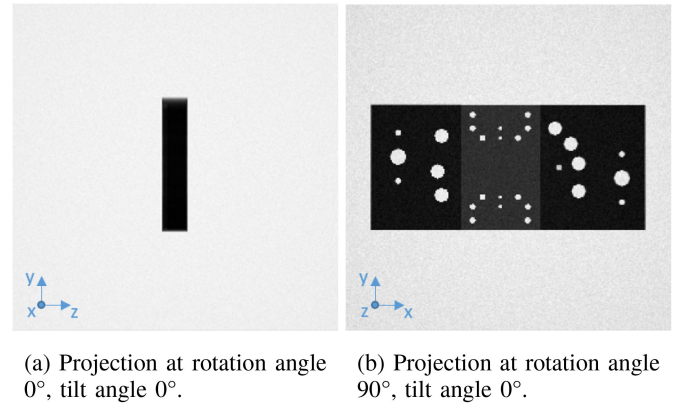 y
x
z
y
z
x
(a) Projection at rotation angle
0°, tilt angle 0°.
(b) Projection at rotation angle
90°, tilt angle 0°.